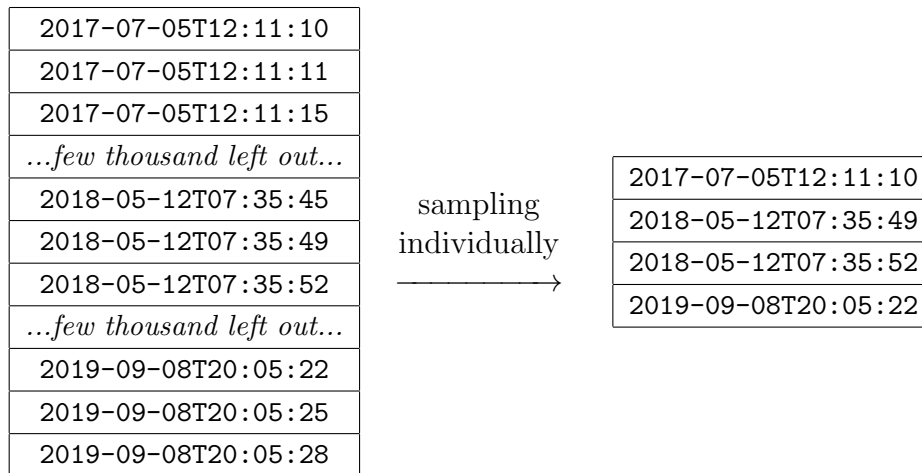 2017-07-05T12:11:10
2017-07-05T12:11:11
2017-07-05T12:11:15
...few thousand left out...
2018-05-12T07:35:45
2018-05-12T07:35:49
2018-05-12T07:35:52
...few thousand left out...
2019-09-08T20:05:22
2019-09-08T20:05:25
2019-09-08T20:05:28
sampling
individually
2017-07-05T12:11:10
2018-05-12T07:35:49
2018-05-12T07:35:52
2019-09-08T20:05:22